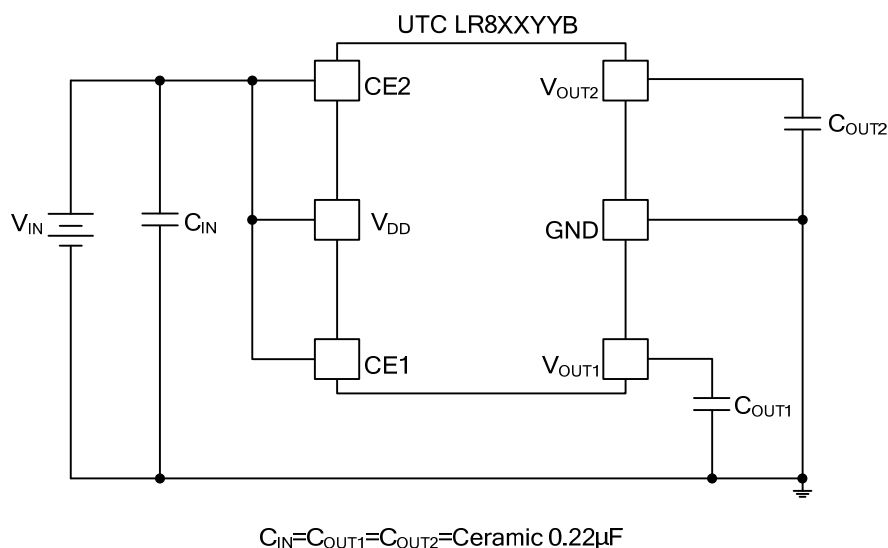 UTC LR8XXYYB
CE2
VOUT2
COUT2
VIN
CIN
VDD
GND
CE1
VOUT1
COUT1
CIN=COUT1=COUT2=Ceramic 0.22μF